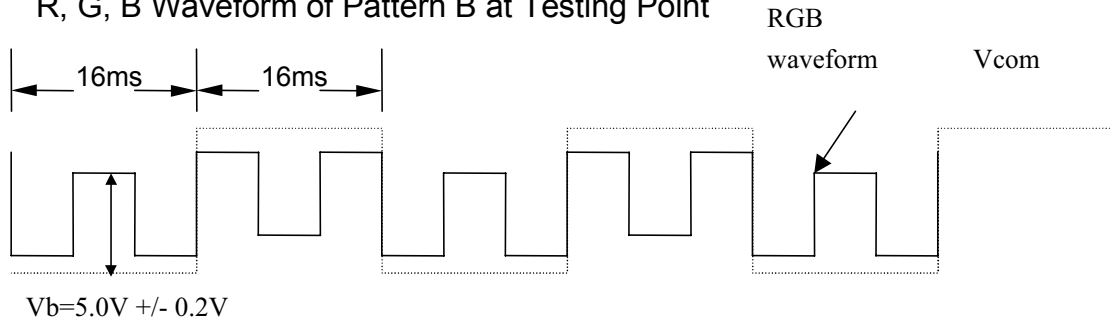 R, G, B Waveform of Pattern B at Testing Point
RGB
waveform
Vcom
16ms
16ms
Vb=5.0V +/- 0.2V